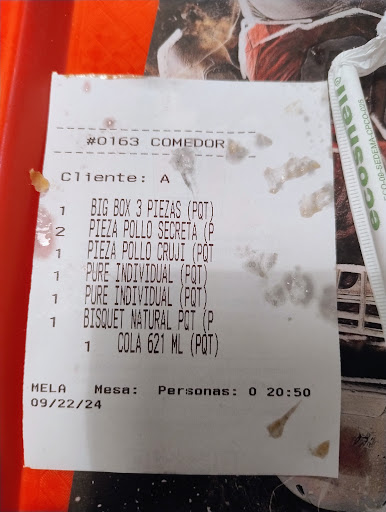 #0163 COMEDOR
Cliente: A
1 BIG BOX 3 PIEZAS (PQT)
2 PIEZA POLLO SECRETA (P
1 PIEZA POLLO CRUJI (PQT
1 PURE INDIVIDUAL (PQT)
1 PURE INDIVIDUAL (PQT)
1 BISQUET NATURAL PQT (P
1 COLA 621 ML (PQT)
MELA Mesa: Personas: 0 20:50
09/22/24
ecosmein